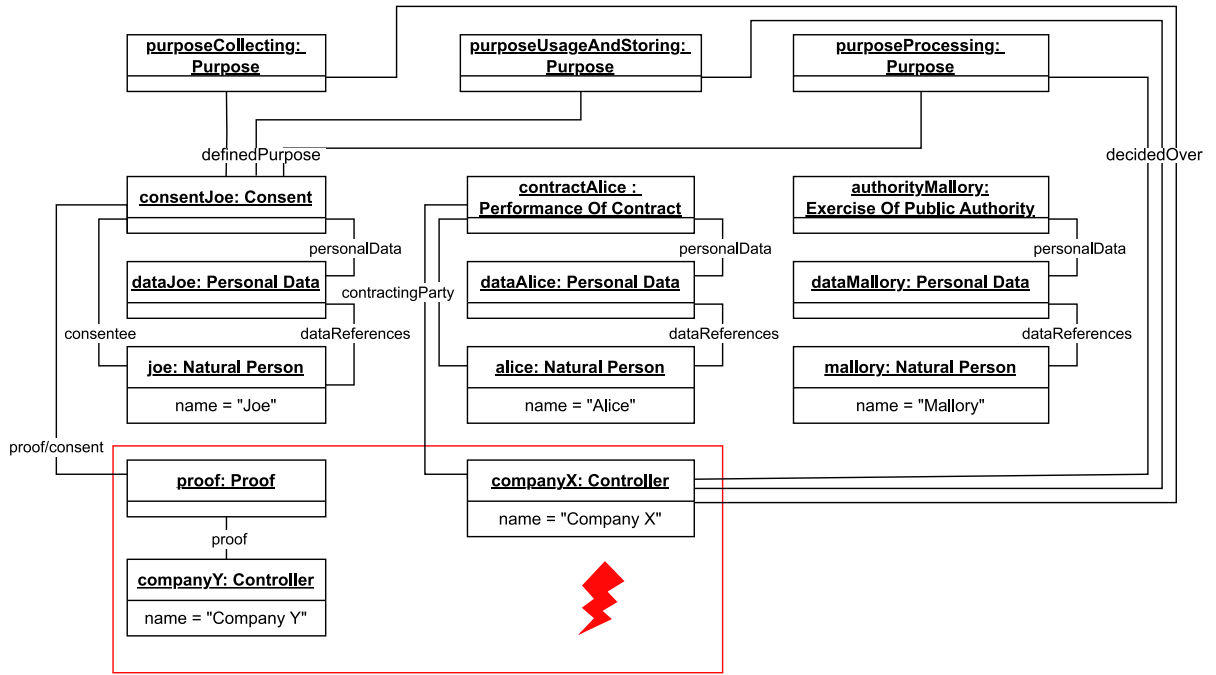 purposeCollecting:
Purpose
purposeUsageAndStoring:
Purpose
purposeProcessing:
Purpose
definedPurpose
decidedOver
consentJoe: Consent
contractAlice :
Performance Of Contract
authorityMallory:
Exercise Of Public Authority
personalData
personalData
personalData
dataJoe: Personal Data
contractingParty
dataAlice: Personal Data
dataMallory: Personal Data
consentee
dataReferences
dataReferences
dataReferences
joe: Natural Person
name = "Joe"
alice: Natural Person
name = "Alice"
mallory: Natural Person
name = "Mallory"
proof/consent
proof: Proof
companyX: Controller
name = "Company X"
proof
companyY: Controller
name = "Company Y"